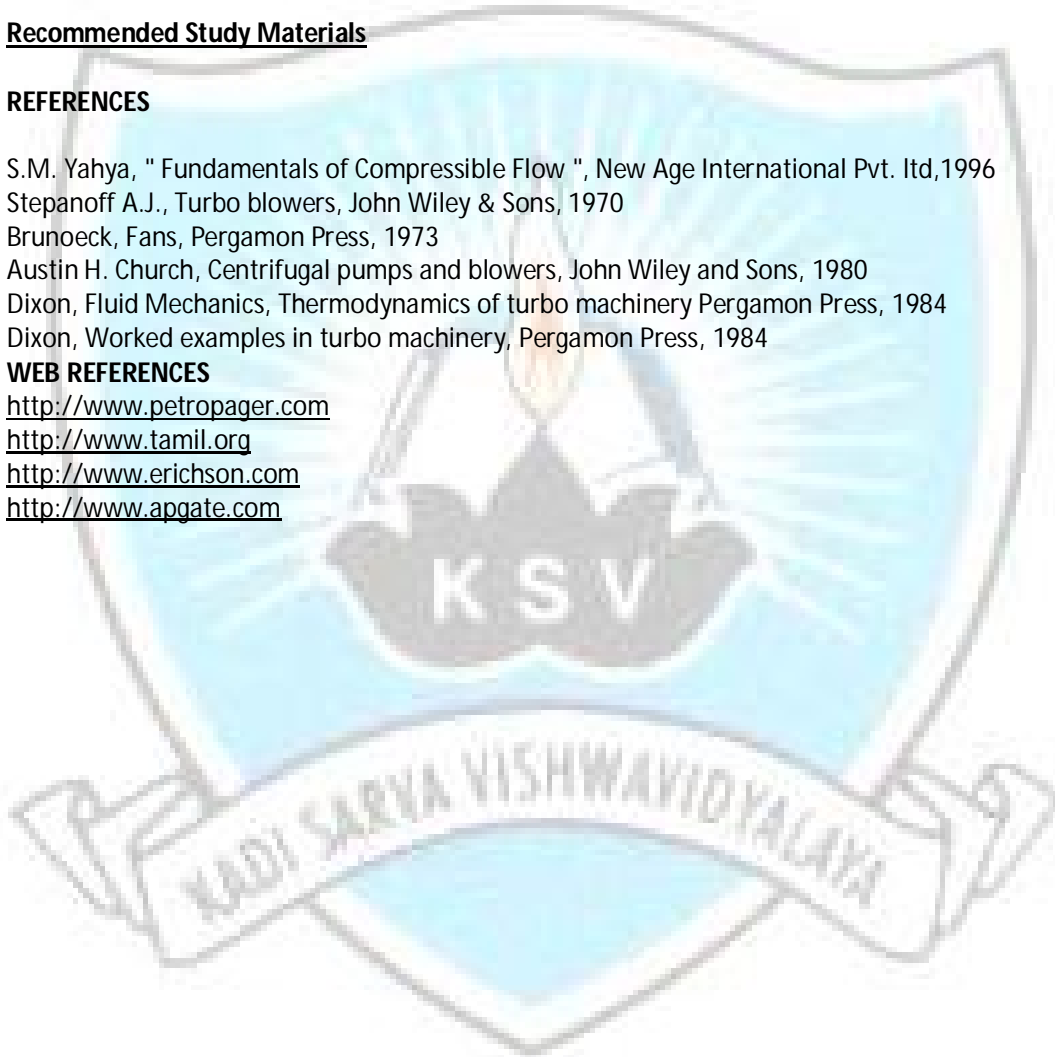 Recommended Study Materials
REFERENCES
S.M. Yahya, " Fundamentals of Compressible Flow ", New Age International Pvt. ltd,1996
Stepanoff A.J., Turbo blowers, John Wiley & Sons, 1970
Brunoeck, Fans, Pergamon Press, 1973
Austin H. Church, Centrifugal pumps and blowers, John Wiley and Sons, 1980
Dixon, Fluid Mechanics, Thermodynamics of turbo machinery Pergamon Press, 1984
Dixon, Worked examples in turbo machinery, Pergamon Press, 1984
WEB REFERENCES
http://www.petropager.com
http://www.tamil.org
http://www.erichson.com
http://www.apgate.com
KSV
KADI SARVA VISHWAVIDYALAYA